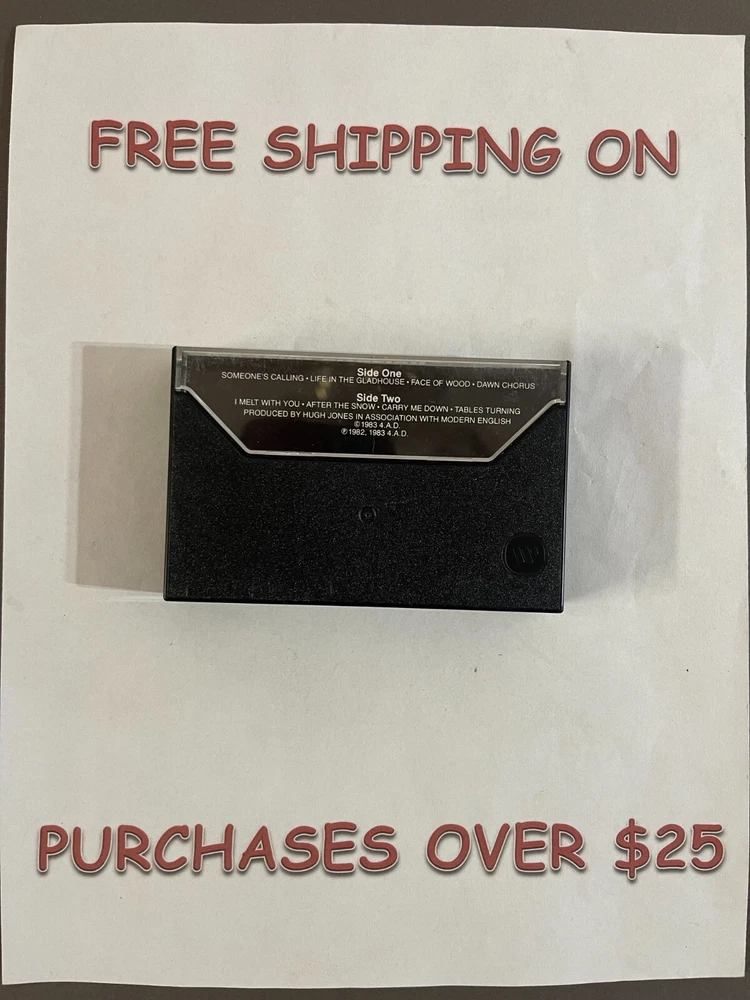 FREE SHIPPING ON
Side One
SOMEONE'S CALLING • LIFE IN THE GLADHOUSE • FACE OF WOOD • DAWN CHORUS
Side Two
I MELT WITH YOU • AFTER THE SNOW • CARRY ME DOWN • TABLES TURNING
PRODUCED BY HUGH JONES IN ASSOCIATION WITH MODERN ENGLISH
©1983 4.A.D.
℗1982, 1983 4.A.D.
PURCHASES OVER $25